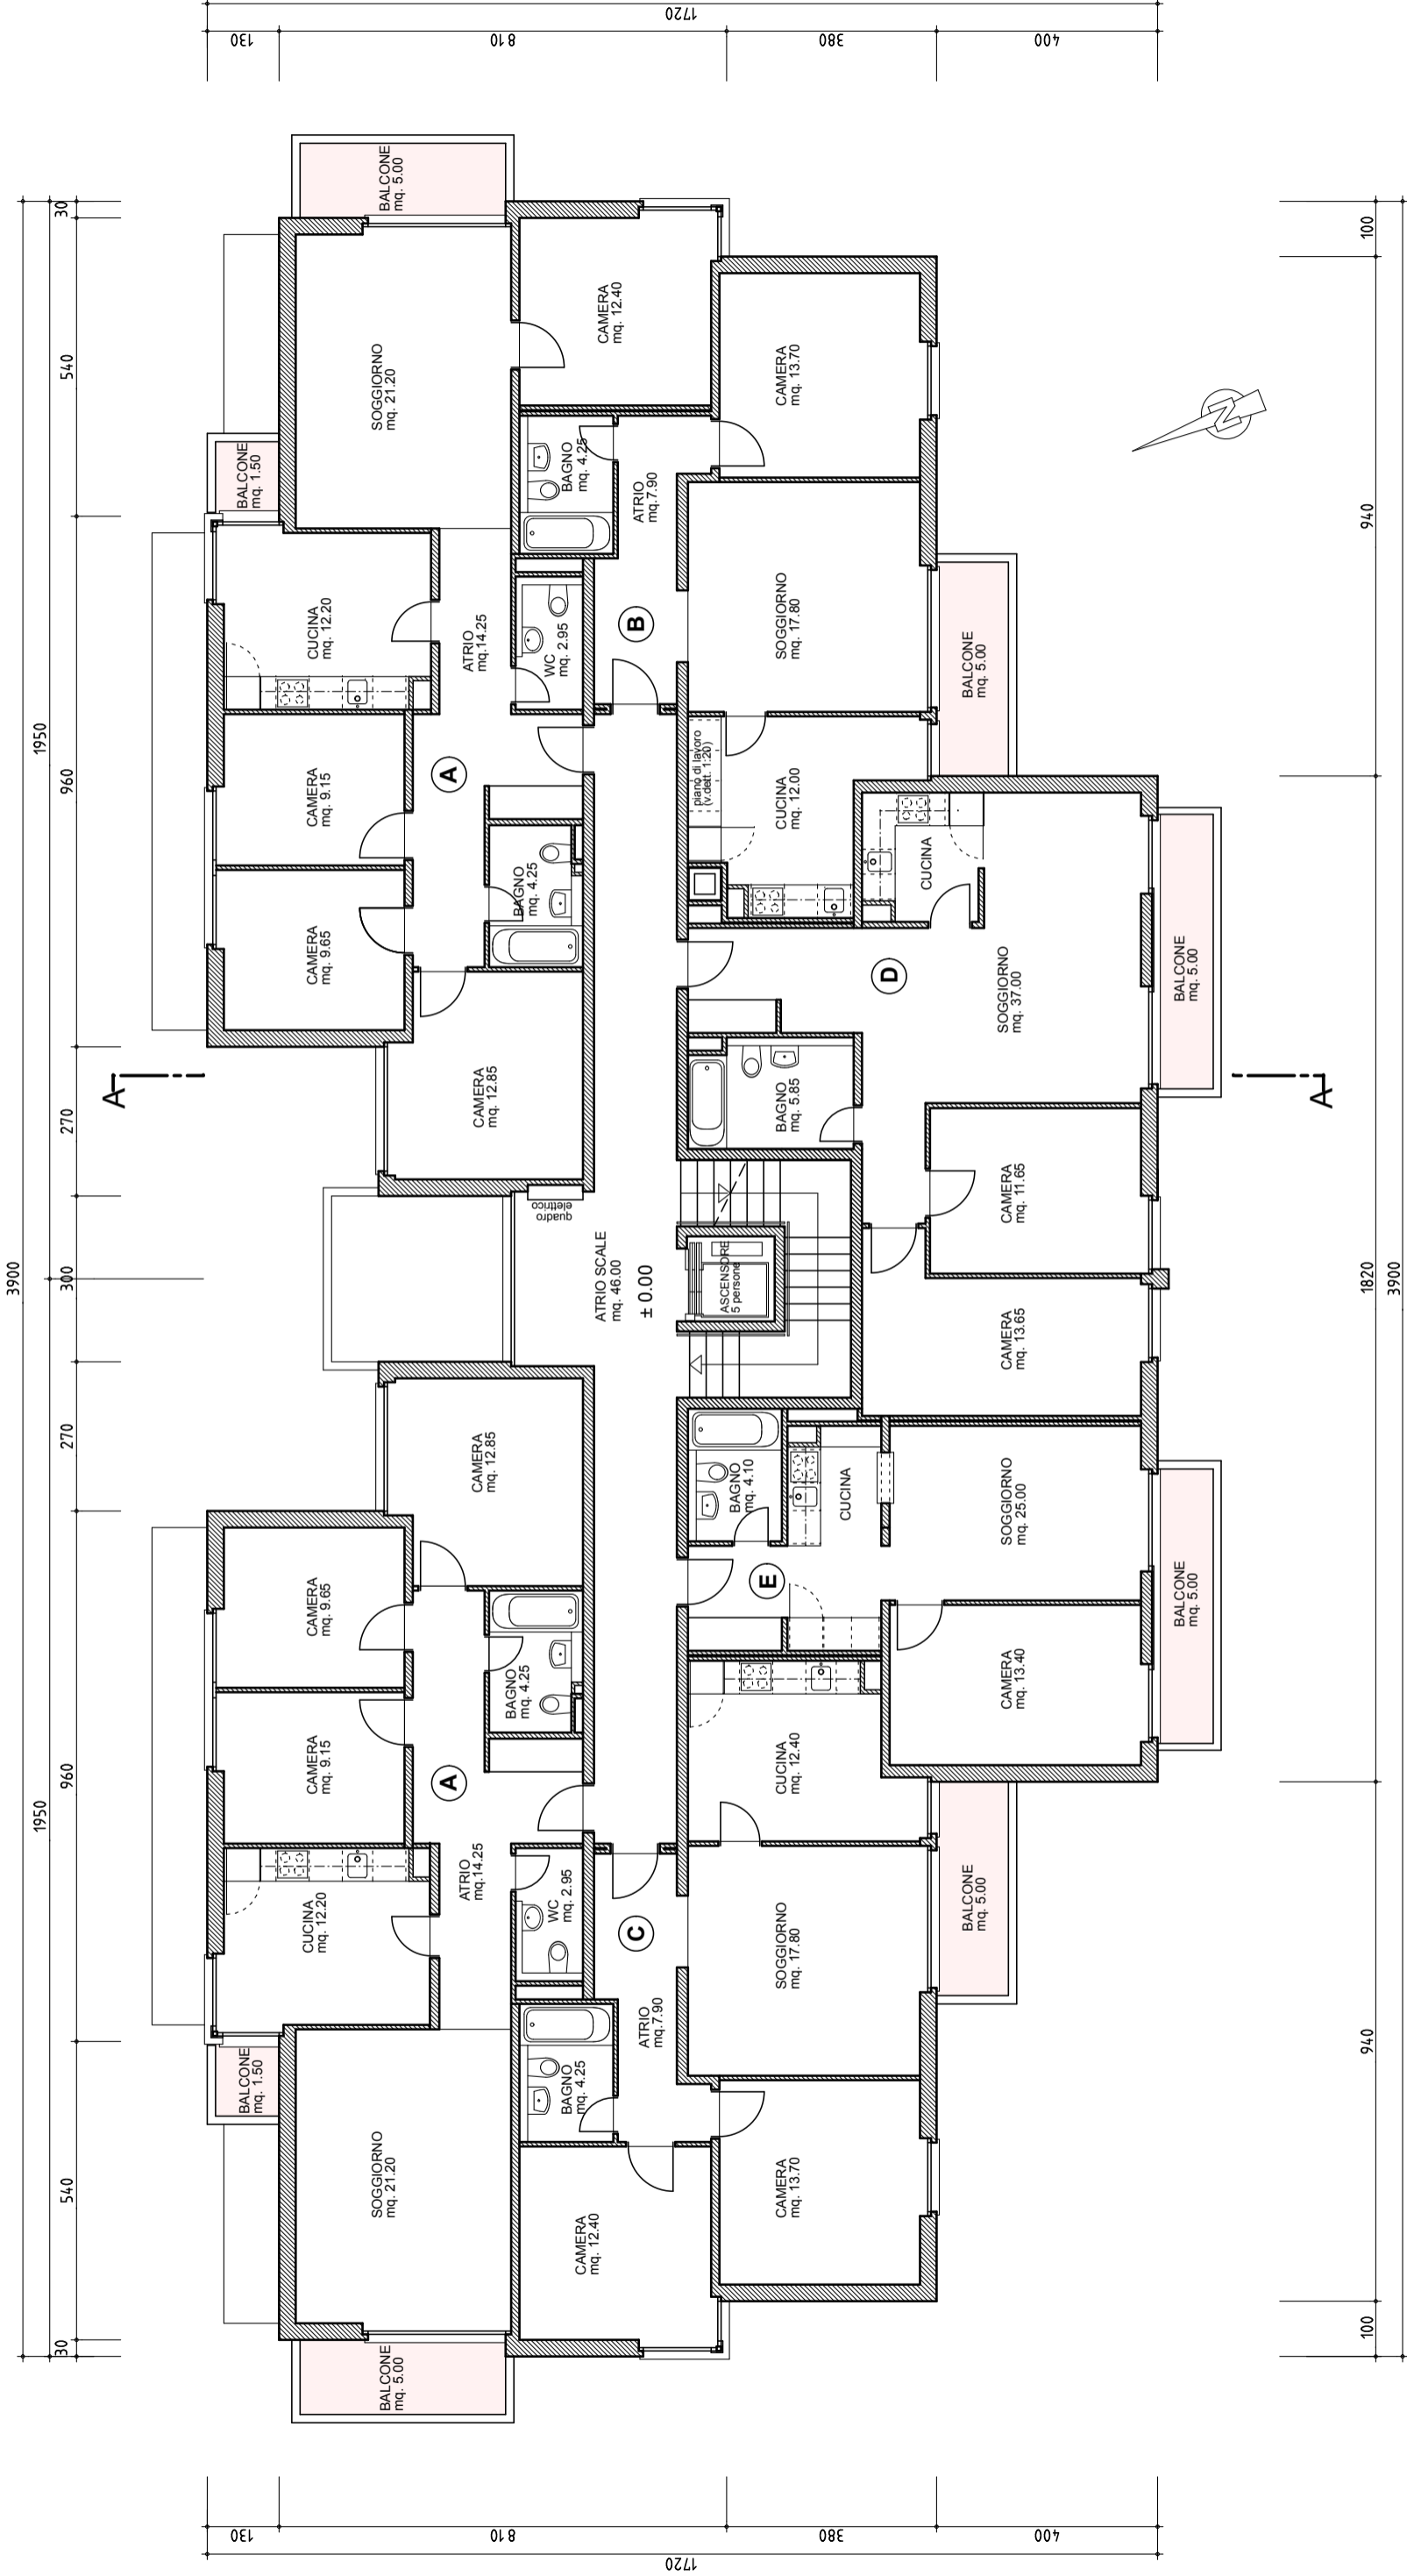 3900
1950
1950
30
540
960
270
300
270
960
540
30
1720
130
810
380
400
1720
130
810
380
400
BALCONE
mq. 5.00
SOGGIORNO
mq. 21.20
BALCONE
mq. 1.50
CUCINA
mq. 12.20
CAMERA
mq. 9.15
CAMERA
mq. 9.65
CAMERA
mq. 12.85
ATRIO
mq.14.25
A
WC
mq. 2.95
BAGNO
mq. 4.25
CAMERA
mq. 12.85
CAMERA
mq. 9.65
CAMERA
mq. 9.15
CUCINA
mq. 12.20
BALCONE
mq. 1.50
SOGGIORNO
mq. 21.20
BALCONE
mq. 5.00
ATRIO
mq.14.25
A
BAGNO
mq. 4.25
WC
mq. 2.95
quadro
elettrico
ATRIO SCALE
mq. 46.00
± 0.00
ASCENSORE
5 persone
A
A
CAMERA
mq. 12.40
BAGNO
mq. 4.25
ATRIO
mq.7.90
C
CAMERA
mq. 13.70
SOGGIORNO
mq. 17.80
CUCINA
mq. 12.40
BALCONE
mq. 5.00
E
BAGNO
mq. 4.10
CUCINA
SOGGIORNO
mq. 25.00
CAMERA
mq. 13.40
BALCONE
mq. 5.00
CAMERA
mq. 13.65
CAMERA
mq. 11.65
BAGNO
mq. 5.85
D
SOGGIORNO
mq. 37.00
CUCINA
BALCONE
mq. 5.00
piano di lavoro
(v.dett. 1:20)
CUCINA
mq. 12.00
SOGGIORNO
mq. 17.80
BALCONE
mq. 5.00
B
ATRIO
mq.7.90
BAGNO
mq. 4.25
CAMERA
mq. 12.40
CAMERA
mq. 13.70
N
100
940
1820
940
100
3900